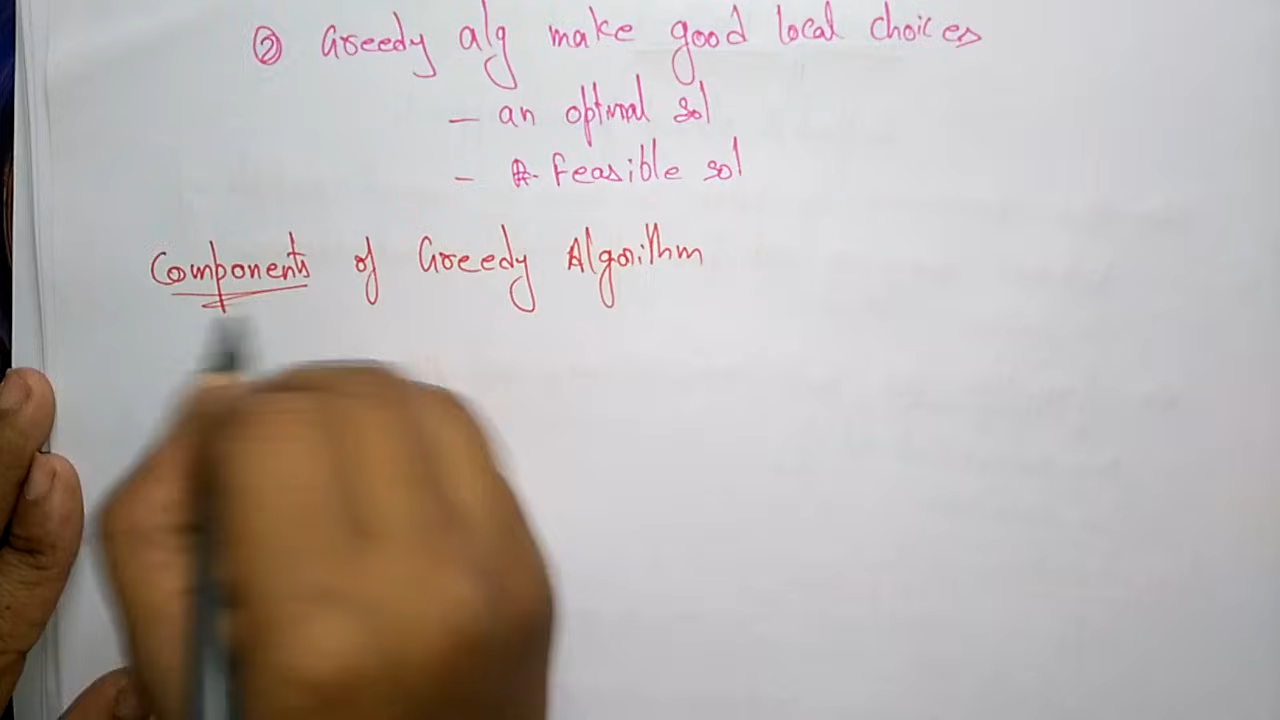 ② Greedy alg make good local choices
- an optimal sol
- feasible sol
Components of Greedy Algorithm